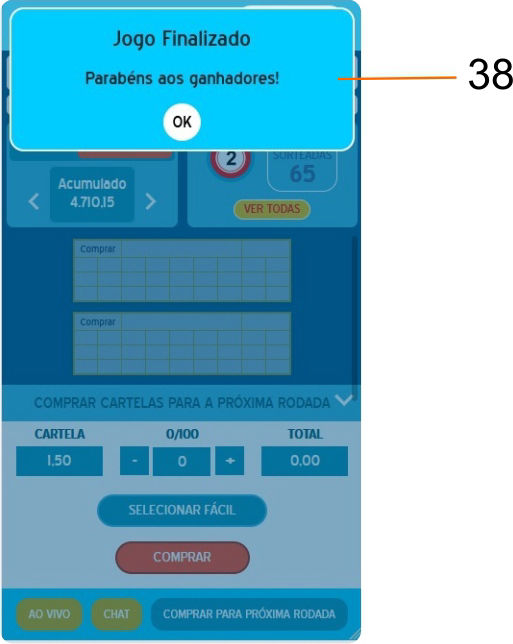 Jogo Finalizado
Parabéns aos ganhadores!
38
OK
2
SORTEADAS
65
Acumulado
4.710,15
VER TODAS
Comprar
Comprar
COMPRAR CARTELAS PARA A PRÓXIMA RODADA
CARTELA 0/100 TOTAL
1,50 - 0 + 0,00
SELECIONAR FÁCIL
COMPRAR
AO VIVO CHAT COMPRAR PARA PRÓXIMA RODADA